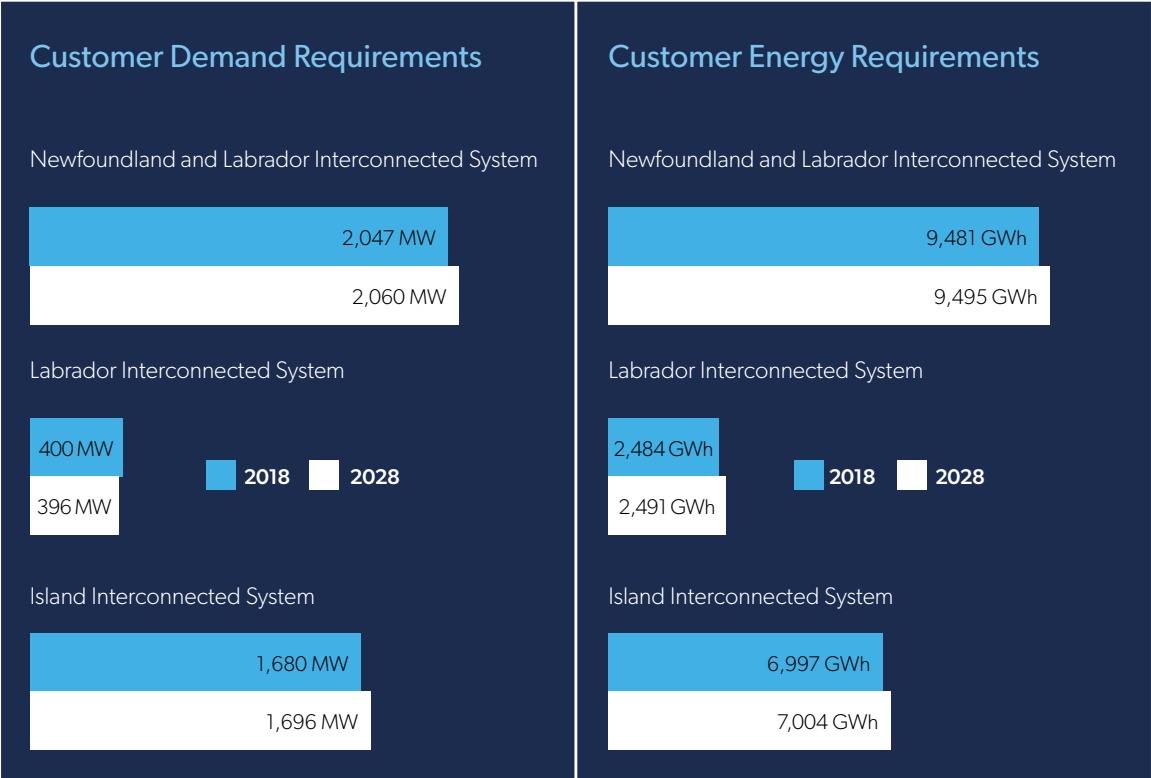 Customer Demand Requirements
Newfoundland and Labrador Interconnected System
2,047 MW
2,060 MW
Labrador Interconnected System
400 MW
396 MW
2018 2028
Island Interconnected System
1,680 MW
1,696 MW
Customer Energy Requirements
Newfoundland and Labrador Interconnected System
9,481 GWh
9,495 GWh
Labrador Interconnected System
2,484 GWh
2,491 GWh
2018 2028
Island Interconnected System
6,997 GWh
7,004 GWh